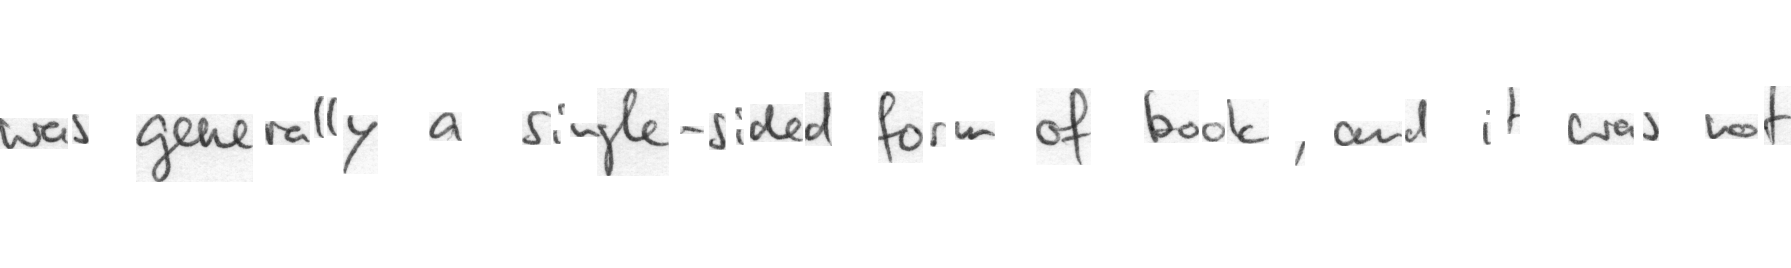 was generally a single-sided form of book, and it was not